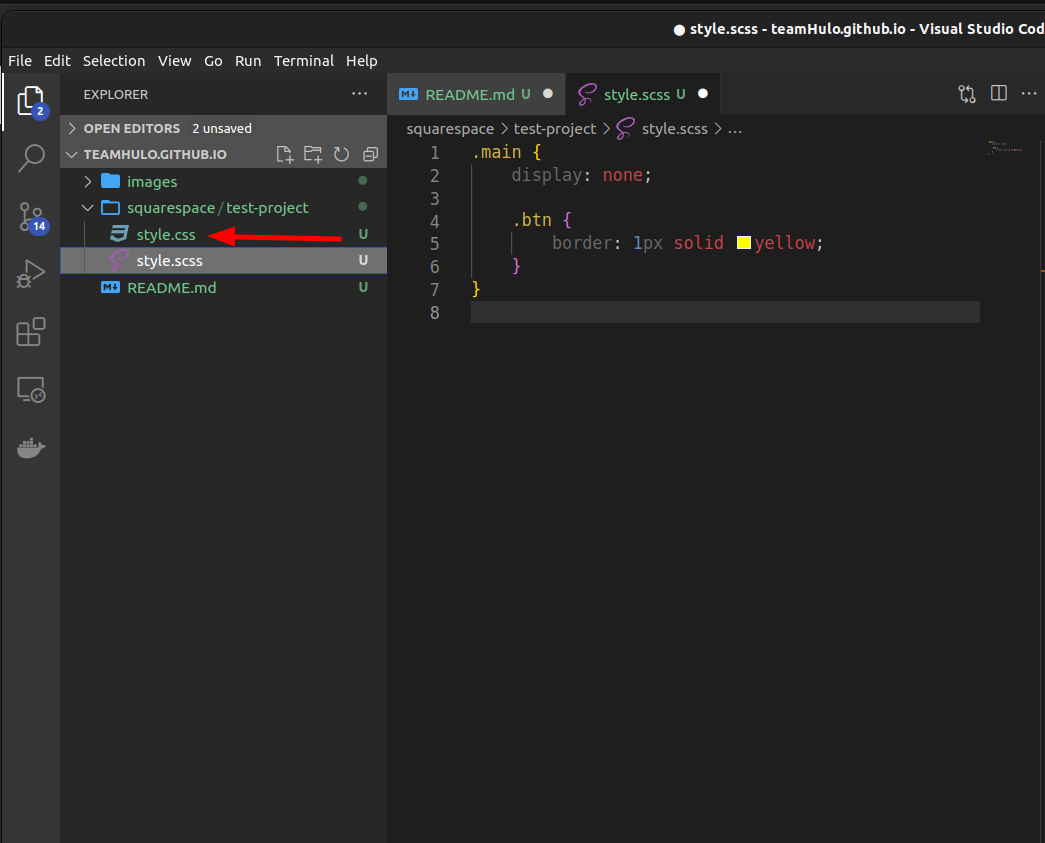 ● style.scss - teamHulo.github.io - Visual Studio Cod
File Edit Selection View Go Run Terminal Help
2
14
EXPLORER ···
OPEN EDITORS 2 unsaved
TEAMHULO.GITHUB.IO
images
squarespace / test-project
style.css U
style.scss U
README.md U
README.md U ● style.scss U ●
squarespace > test-project > style.scss > ...
1 .main {
2 display: none;
3
4 .btn {
5 border: 1px solid yellow;
6 }
7 }
8